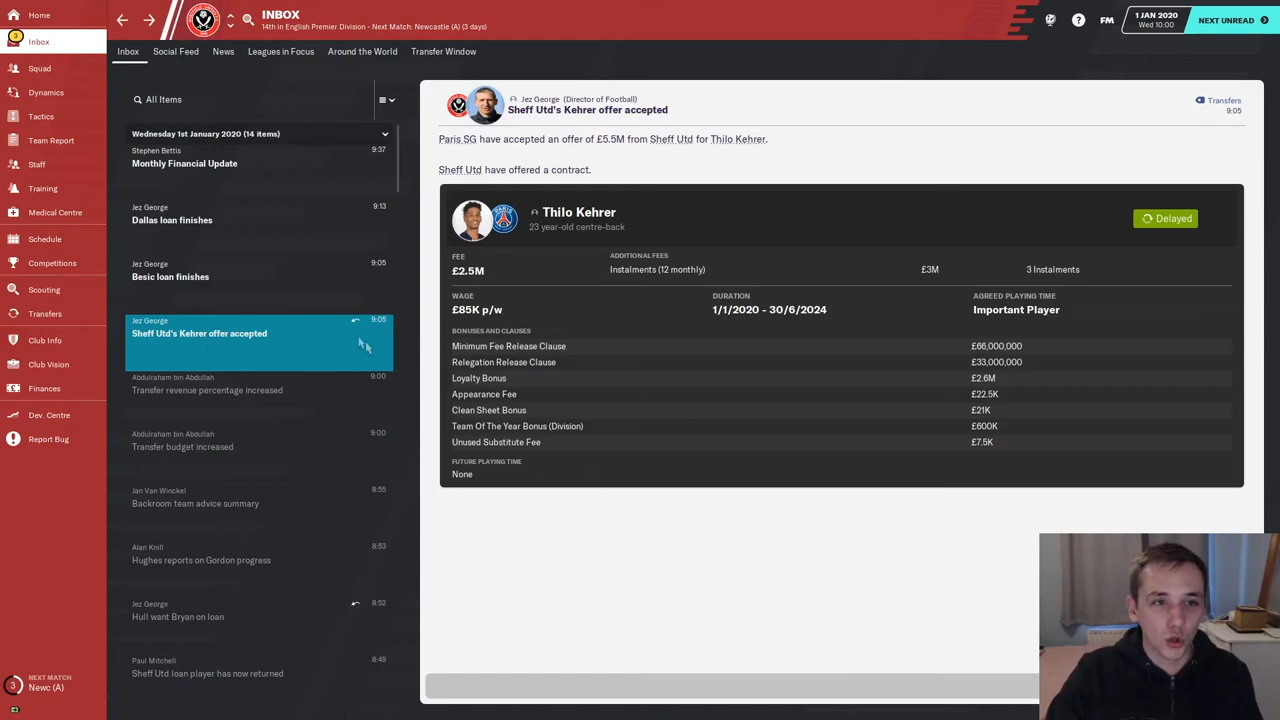 Home
3
Inbox
Squad
Dynamics
Tactics
Team Report
Staff
Training
Medical Centre
Schedule
Competitions
Scouting
Transfers
Club Info
Club Vision
Finances
Dev. Centre
Report Bug
3
NEXT MATCH
Newc (A)
INBOX
14th in English Premier Division - Next Match: Newcastle (A) (3 days)
?
FM
1 JAN 2020
Wed 10:00
NEXT UNREAD
Inbox
Social Feed
News
Leagues in Focus
Around the World
Transfer Window
All Items
Wednesday 1st January 2020 (14 items)
Stephen Bettis
9:37
Monthly Financial Update
Jez George
9:13
Dallas loan finishes
Jez George
9:05
Besic loan finishes
Jez George
9:05
Sheff Utd's Kehrer offer accepted
Abdulraham bin Abdullah
9:00
Transfer revenue percentage increased
Abdulraham bin Abdullah
9:00
Transfer budget increased
Jan Van Winckel
8:55
Backroom team advice summary
Alan Knill
8:53
Hughes reports on Gordon progress
Jez George
8:52
Hull want Bryan on loan
Paul Mitchell
8:49
Sheff Utd loan player has now returned
Jez George (Director of Football)
Sheff Utd's Kehrer offer accepted
Transfers
9:05
Paris SG have accepted an offer of £5.5M from Sheff Utd for Thilo Kehrer.
Sheff Utd have offered a contract.
Thilo Kehrer
23 year-old centre-back
Delayed
FEE
£2.5M
ADDITIONAL FEES
Instalments (12 monthly) £3M 3 Instalments
WAGE
£85K p/w
DURATION
1/1/2020 - 30/6/2024
AGREED PLAYING TIME
Important Player
BONUSES AND CLAUSES
Minimum Fee Release Clause £66,000,000
Relegation Release Clause £33,000,000
Loyalty Bonus £2.6M
Appearance Fee £22.5K
Clean Sheet Bonus £21K
Team Of The Year Bonus (Division) £600K
Unused Substitute Fee £7.5K
FUTURE PLAYING TIME
None